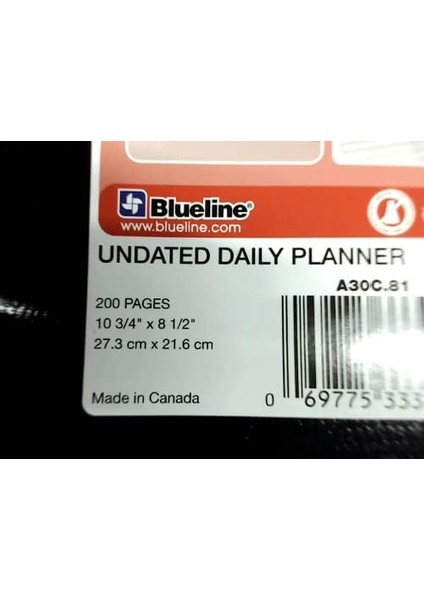 Blueline®
www.blueline.com
UNDATED DAILY PLANNER
A30C.81
200 PAGES
10 3/4" x 8 1/2"
27.3 cm x 21.6 cm
Made in Canada
0 69775 333